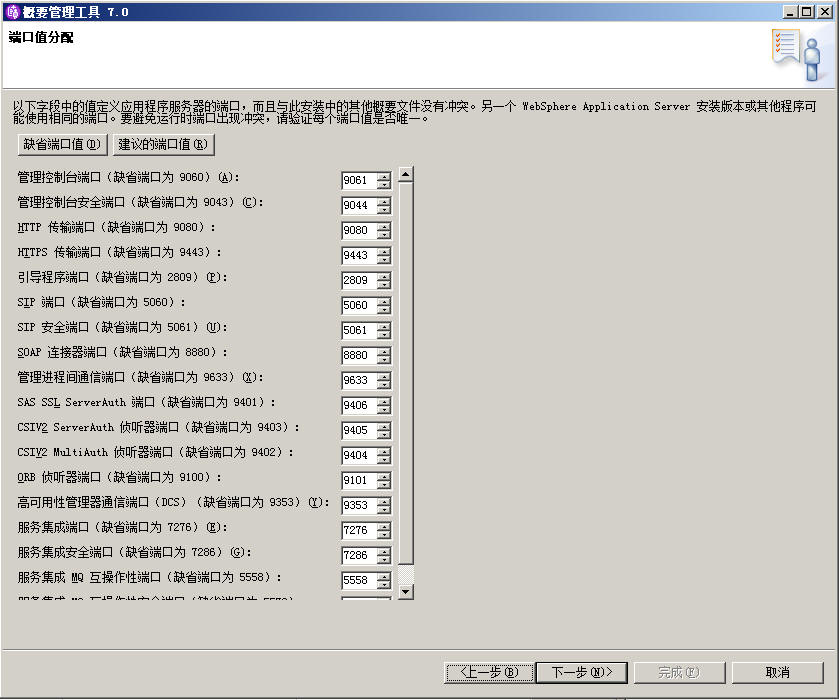 概要管理工具 7.0
端口值分配
以下字段中的值定义应用程序服务器的端口，而且与此安装中的其他概要文件没有冲突。另一个 WebSphere Application Server 安装版本或其他程序可
能使用相同的端口。要避免运行时端口出现冲突，请验证每个端口值是否唯一。
缺省端口值(D) 建议的端口值(R)
管理控制台端口（缺省端口为 9060）(A)： 9061
管理控制台安全端口（缺省端口为 9043）(C)： 9044
HTTP 传输端口（缺省端口为 9080）： 9080
HTTPS 传输端口（缺省端口为 9443）： 9443
引导程序端口（缺省端口为 2809）(P)： 2809
SIP 端口（缺省端口为 5060）： 5060
SIP 安全端口（缺省端口为 5061）(U)： 5061
SOAP 连接器端口（缺省端口为 8880）： 8880
管理进程间通信端口（缺省端口为 9633）(X)： 9633
SAS SSL ServerAuth 端口（缺省端口为 9401）： 9406
CSIV2 ServerAuth 侦听器端口（缺省端口为 9403）： 9405
CSIV2 MultiAuth 侦听器端口（缺省端口为 9402）： 9404
ORB 侦听器端口（缺省端口为 9100）： 9101
高可用性管理器通信端口（DCS）（缺省端口为 9353）(Y)： 9353
服务集成端口（缺省端口为 7276）(E)： 7276
服务集成安全端口（缺省端口为 7286）(G)： 7286
服务集成 MQ 互操作性端口（缺省端口为 5558）： 5558
<上一步(B) 下一步(N)> 完成(F) 取消